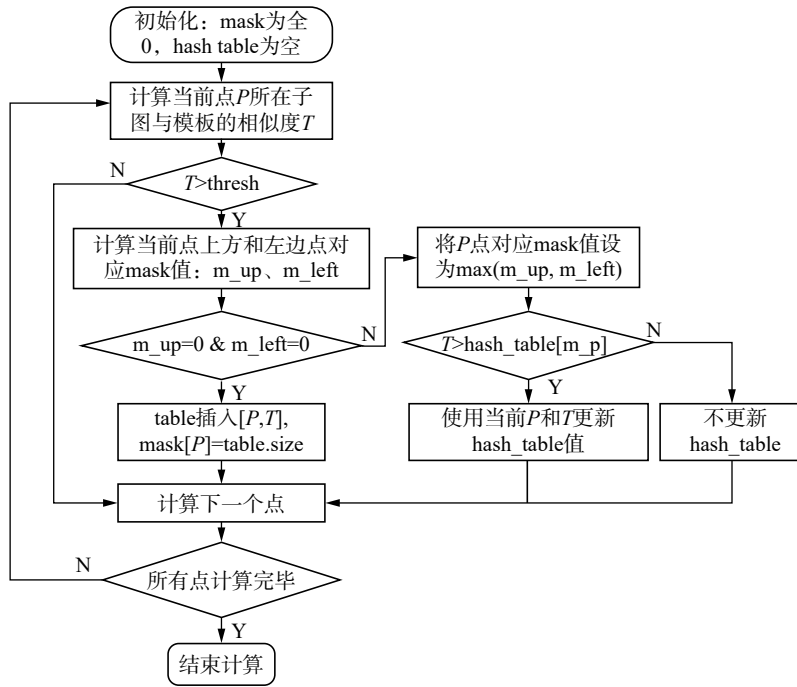 初始化：mask为全
0，hash table为空
计算当前点P所在子
图与模板的相似度T
N
T>thresh
Y
计算当前点上方和左边点对
应mask值：m_up、m_left
将P点对应mask值设
为max(m_up, m_left)
m_up=0 & m_left=0
N
T>hash_table[m_p]
N
Y
Y
table插入[P,T],
mask[P]=table.size
使用当前P和T更新
hash_table值
不更新
hash_table
计算下一个点
N
所有点计算完毕
Y
结束计算